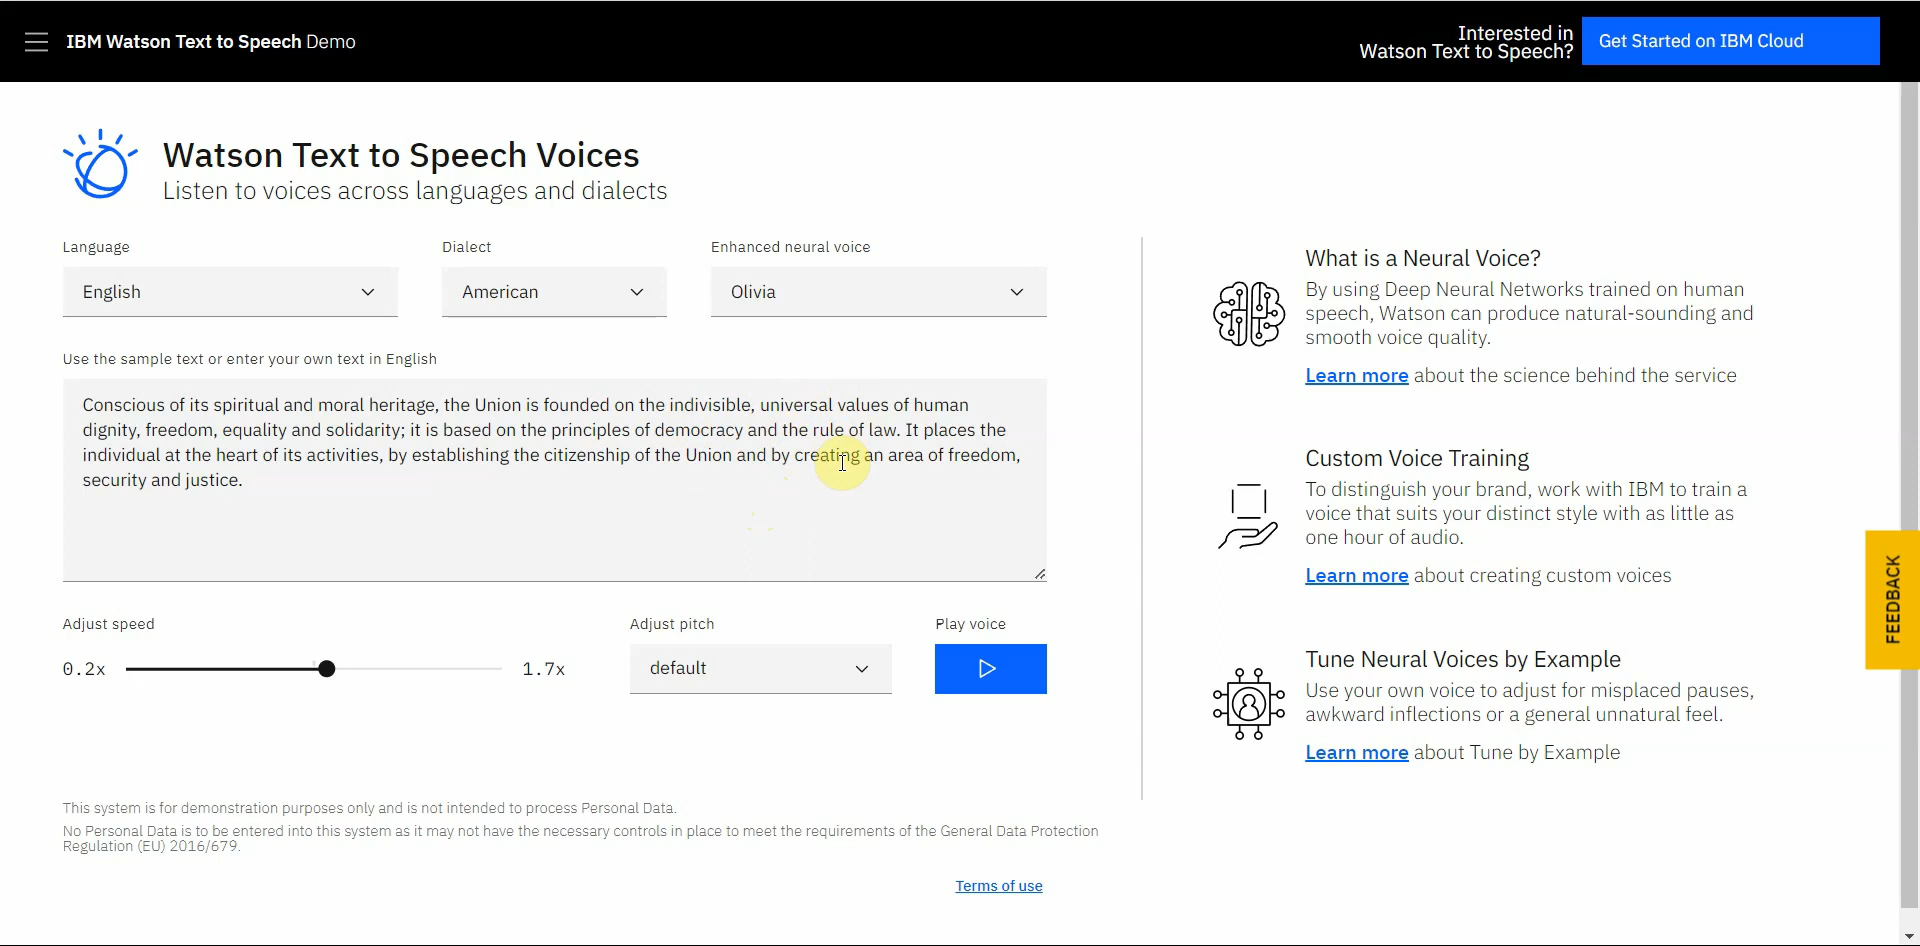 IBM Watson Text to Speech Demo
Interested in
Watson Text to Speech?
Get Started on IBM Cloud
Watson Text to Speech Voices
Listen to voices across languages and dialects
Language
Dialect
Enhanced neural voice
English
American
Olivia
Use the sample text or enter your own text in English
Conscious of its spiritual and moral heritage, the Union is founded on the indivisible, universal values of human
dignity, freedom, equality and solidarity; it is based on the principles of democracy and the rule of law. It places the
individual at the heart of its activities, by establishing the citizenship of the Union and by creating an area of freedom,
security and justice.
Adjust speed
0.2x
1.7x
Adjust pitch
default
Play voice
What is a Neural Voice?
By using Deep Neural Networks trained on human
speech, Watson can produce natural-sounding and
smooth voice quality.
Learn more about the science behind the service
Custom Voice Training
To distinguish your brand, work with IBM to train a
voice that suits your distinct style with as little as
one hour of audio.
Learn more about creating custom voices
Tune Neural Voices by Example
Use your own voice to adjust for misplaced pauses,
awkward inflections or a general unnatural feel.
Learn more about Tune by Example
FEEDBACK
This system is for demonstration purposes only and is not intended to process Personal Data.
No Personal Data is to be entered into this system as it may not have the necessary controls in place to meet the requirements of the General Data Protection
Regulation (EU) 2016/679.
Terms of use